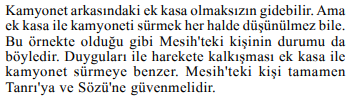 Kamyonet arkasındaki ek kasa olmaksızın gidebilir. Ama
ek kasa ile kamyoneti sürmek her halde düşünülmez bile.
Bu örnekte olduğu gibi Mesih'teki kişinin durumu da
böyledir. Duyguları ile harekete kalkışması ek kasa ile
kamyonet sürmeye benzer. Mesih'teki kişi tamamen
Tanrı'ya ve Sözü'ne güvenmelidir.